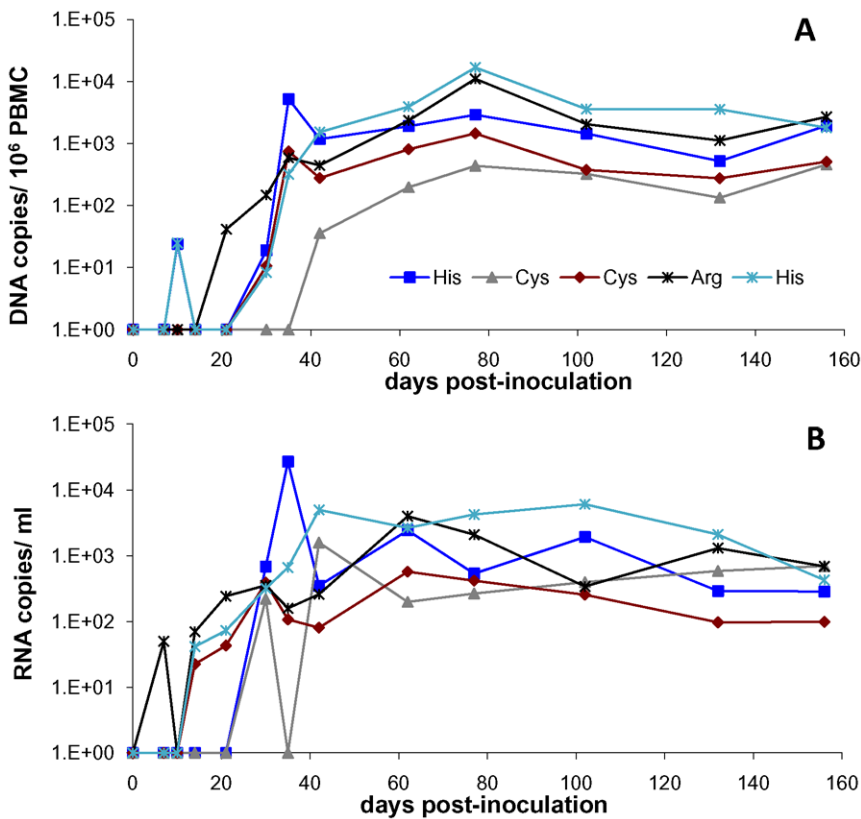 A
1.E+05
1.E+04
1.E+03
1.E+02
1.E+01
1.E+00
DNA copies/ 10⁶ PBMC
His Cys Cys Arg His
0 20 40 60 80 100 120 140 160
days post-inoculation
B
1.E+05
1.E+04
1.E+03
1.E+02
1.E+01
1.E+00
RNA copies/ ml
0 20 40 60 80 100 120 140 160
days post-inoculation